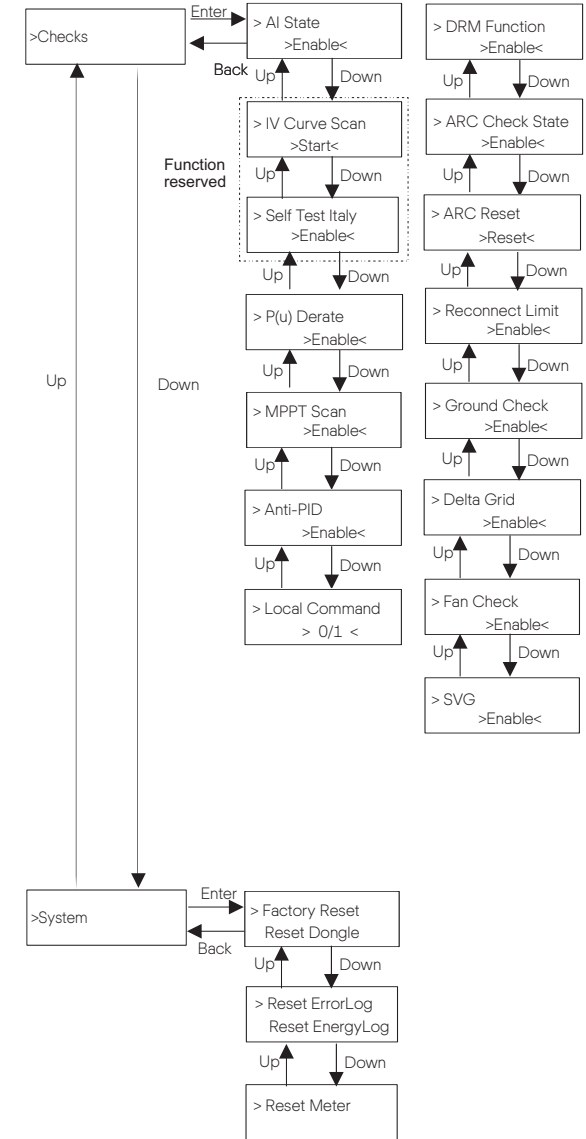 >Checks
Enter
Back
> AI State
>Enable<
Up
Down
Function
reserved
> IV Curve Scan
>Start<
Up
Down
> Self Test Italy
>Enable<
Up
Down
> P(u) Derate
>Enable<
Up
Down
> MPPT Scan
>Enable<
Up
Down
> Anti-PID
>Enable<
Up
Down
> Local Command
> 0/1 <
> DRM Function
>Enable<
Up
Down
> ARC Check State
>Enable<
Up
Down
> ARC Reset
>Reset<
Up
Down
> Reconnect Limit
>Enable<
Up
Down
> Ground Check
>Enable<
Up
Down
> Delta Grid
>Enable<
Up
Down
> Fan Check
>Enable<
Up
Down
> SVG
>Enable<
Up
Down
>System
Enter
Back
> Factory Reset
Reset Dongle
Up
Down
> Reset ErrorLog
Reset EnergyLog
Up
Down
> Reset Meter